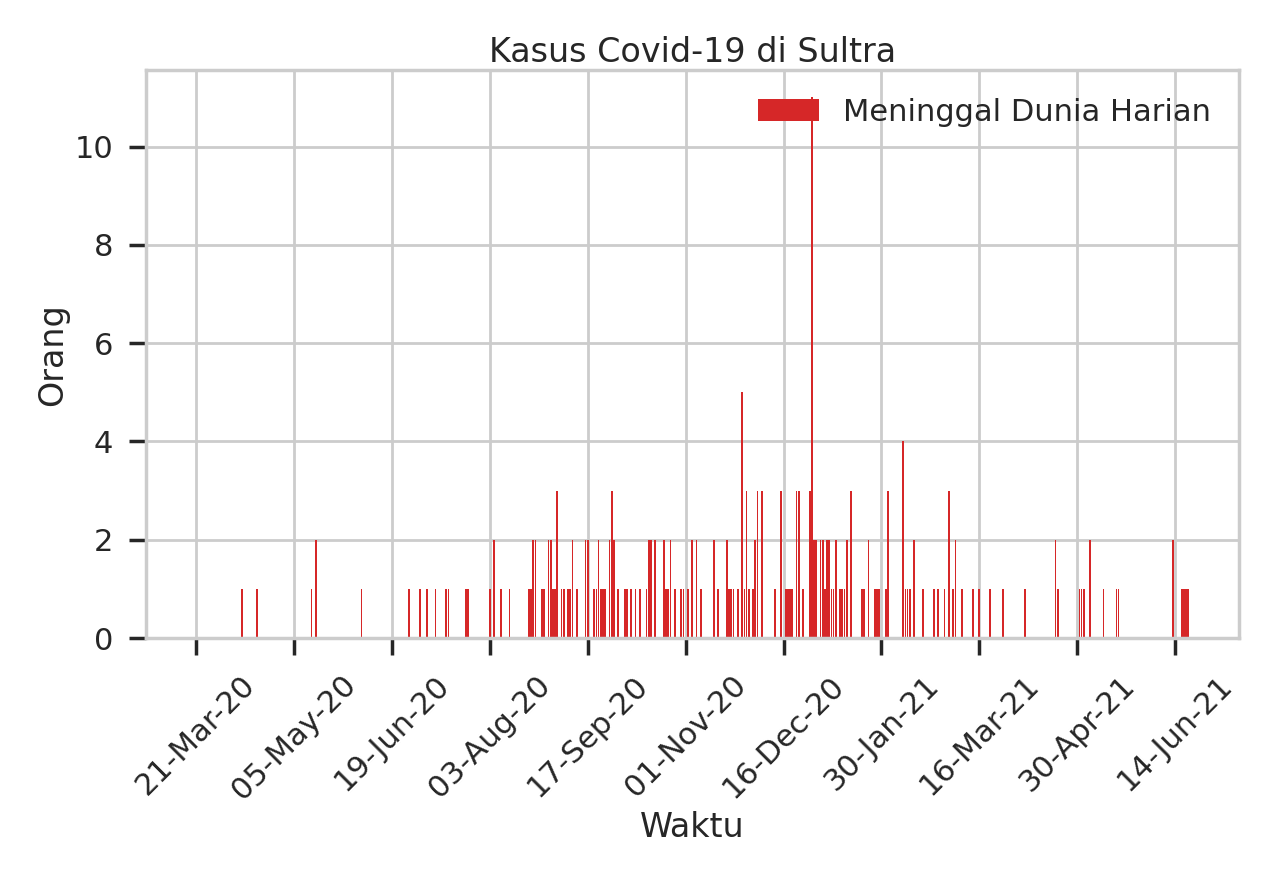 Kasus Covid-19 di Sultra
Meninggal Dunia Harian
Orang
10
8
6
4
2
0
21-Mar-20
05-May-20
19-Jun-20
03-Aug-20
17-Sep-20
01-Nov-20
16-Dec-20
30-Jan-21
16-Mar-21
30-Apr-21
14-Jun-21
Waktu